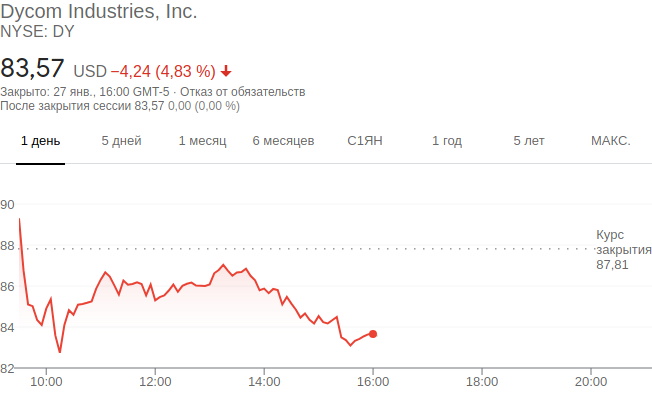 Dycom Industries, Inc.
NYSE: DY
83,57 USD −4,24 (4,83 %)
Закрыто: 27 янв., 16:00 GMT-5 · Отказ от обязательств
После закрытия сессии 83,57 0,00 (0,00 %)
1 день 5 дней 1 месяц 6 месяцев С1ЯН 1 год 5 лет МАКС.
90
88
86
84
82
Курс
закрытия
87,81
10:00 12:00 14:00 16:00 18:00 20:00